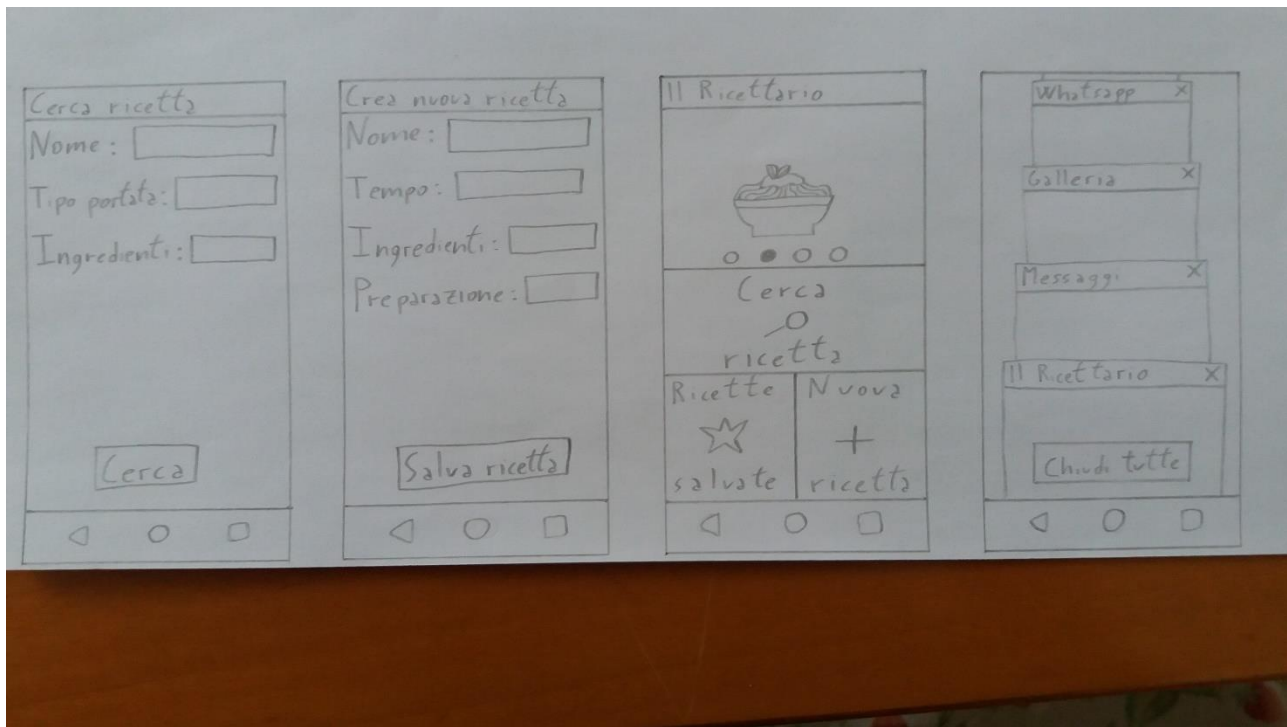 Cerca ricetta
Nome:
Tipo portata:
Ingredienti:
Cerca
Crea nuova ricetta
Nome:
Tempo:
Ingredienti:
Preparazione:
Salva ricetta
Il Ricettario
Cerca
ricetta
Ricette
salvate
Nuova
ricetta
Whatsapp X
Galleria X
Messaggi X
Il Ricettario X
Chiudi tutte